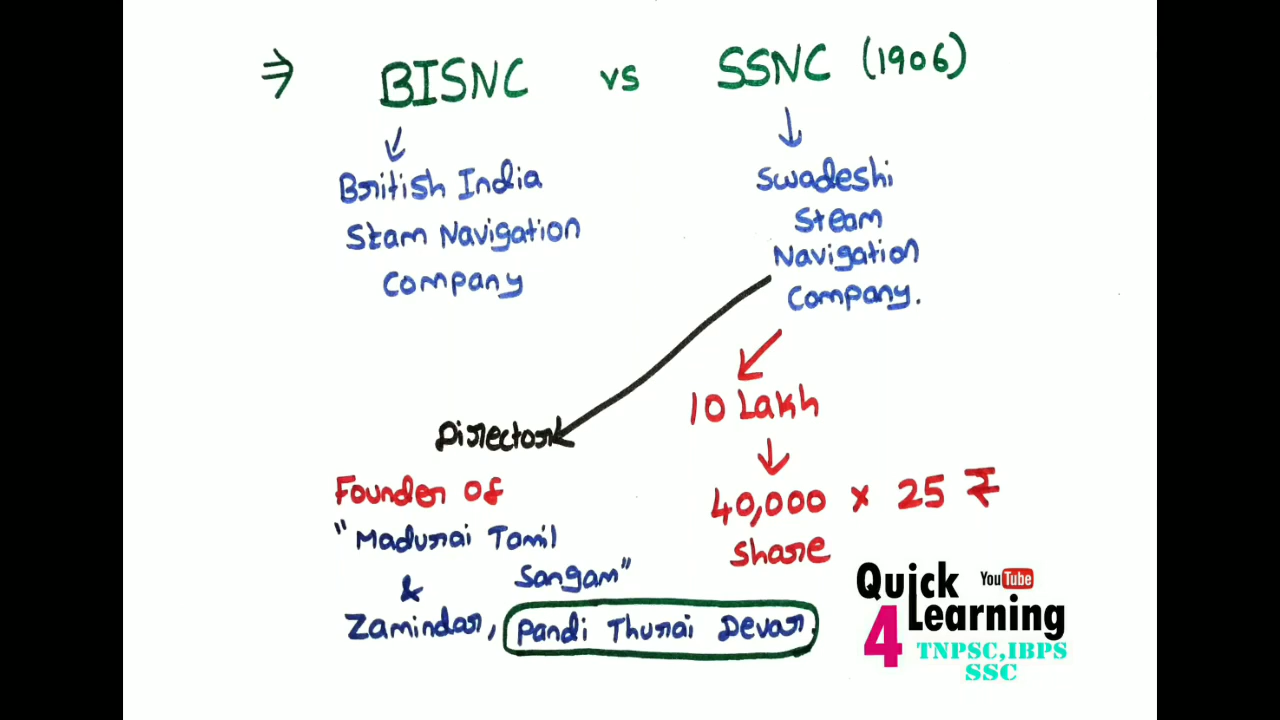 ⇒ BISNC vs SSNC (1906)
↓
British India
Stam Navigation
Company
↓
Swadeshi
Steam
Navigation
Company.
10 Lakh
↓
40,000 x 25 ₹
Share
Director
Founder Of
"Madurai Tamil
Sangam"
&
Zamindar, Pandi Thurai Devar.
Quick
4 Learning
YouTube
TNPSC,IBPS
SSC